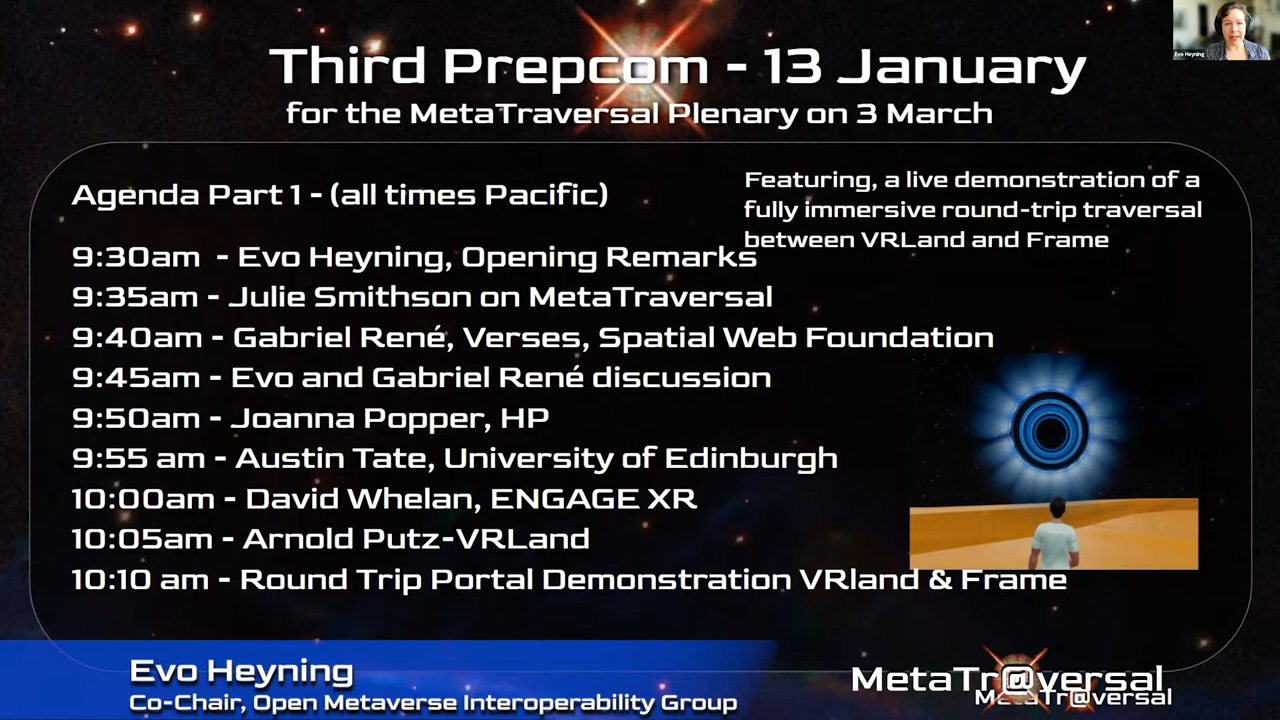 Evo Heyning
Third Prepcom - 13 January
for the MetaTraversal Plenary on 3 March
Agenda Part 1 - (all times Pacific)
Featuring, a live demonstration of a
fully immersive round-trip traversal
between VRLand and Frame
9:30am - Evo Heyning, Opening Remarks
9:35am - Julie Smithson on MetaTraversal
9:40am - Gabriel René, Verses, Spatial Web Foundation
9:45am - Evo and Gabriel René discussion
9:50am - Joanna Popper, HP
9:55 am - Austin Tate, University of Edinburgh
10:00am - David Whelan, ENGAGE XR
10:05am - Arnold Putz-VRLand
10:10 am - Round Trip Portal Demonstration VRland & Frame
Evo Heyning
Co-Chair, Open Metaverse Interoperability Group
MetaTr@versal
MetaTr@versal